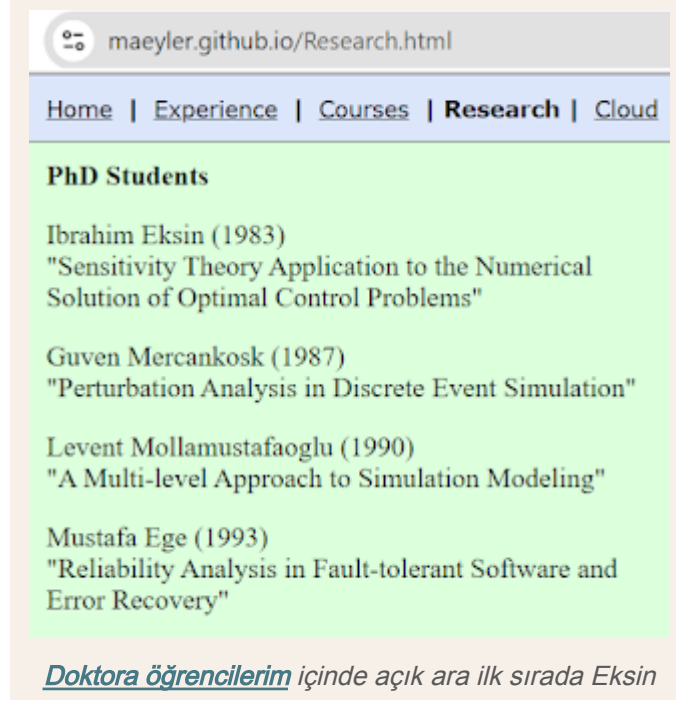 maeyler.github.io/Research.html
Home | Experience | Courses | Research | Cloud
PhD Students
Ibrahim Eksin (1983)
"Sensitivity Theory Application to the Numerical
Solution of Optimal Control Problems"
Guven Mercankosk (1987)
"Perturbation Analysis in Discrete Event Simulation"
Levent Mollamustafaoglu (1990)
"A Multi-level Approach to Simulation Modeling"
Mustafa Ege (1993)
"Reliability Analysis in Fault-tolerant Software and
Error Recovery"
Doktora öğrencilerim içinde açık ara ilk sırada Eksin